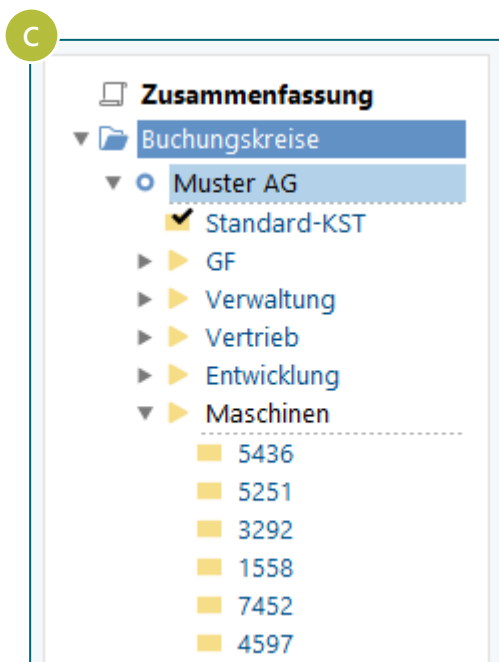 C
Zusammenfassung
Buchungskreise
Muster AG
Standard-KST
GF
Verwaltung
Vertrieb
Entwicklung
Maschinen
5436
5251
3292
1558
7452
4597